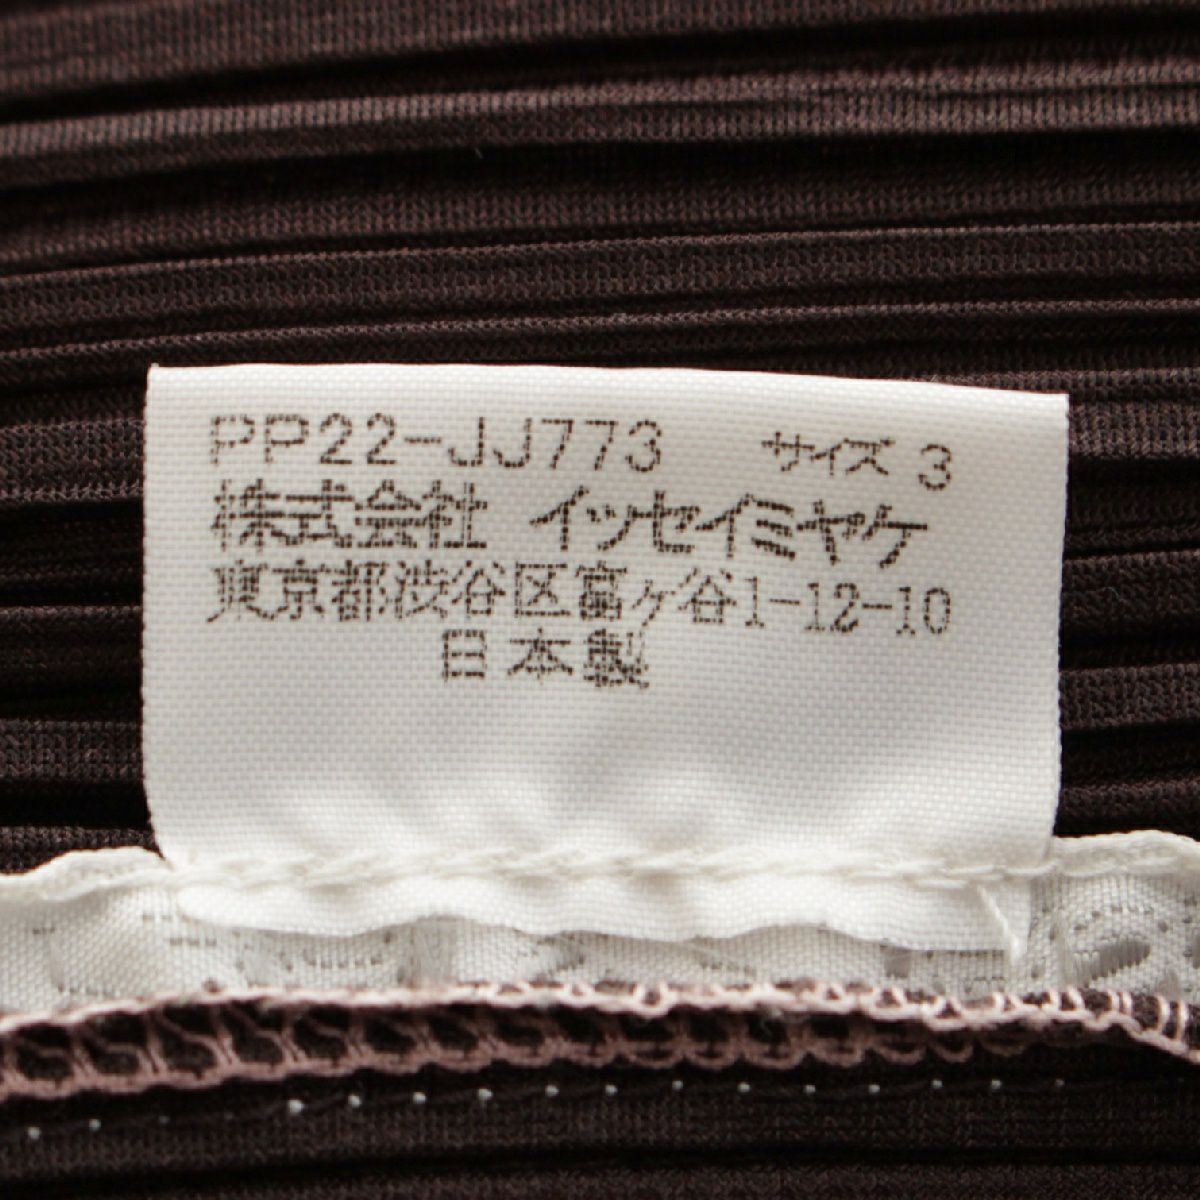 PP22-JJ773 サイズ 3
株式会社 イッセイミヤケ
東京都渋谷区富ヶ谷1-12-10
日本製